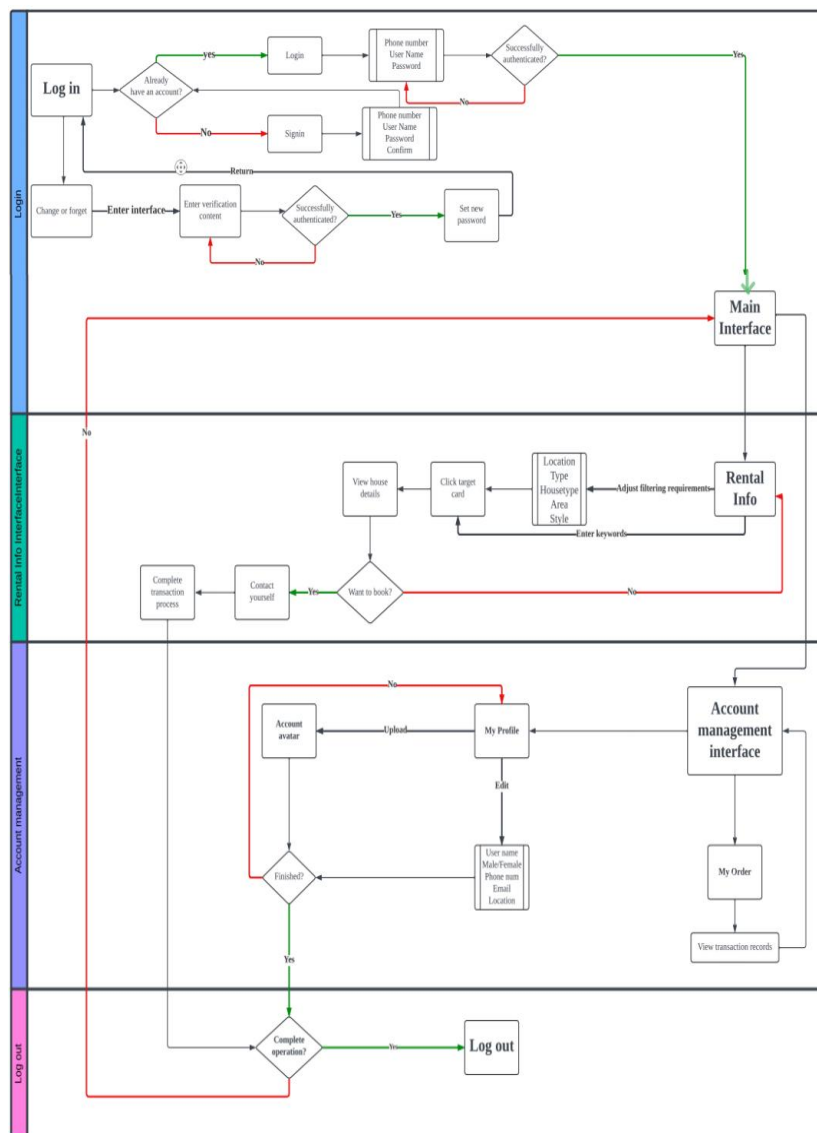 Login
yes
Login
Phone number
User Name
Password
Successfully
authenticated?
Yes
Log in
Already
have an account?
No
No
Signin
Phone number
User Name
Password
Confirm
Return
Change or forget
Enter interface
Enter verification
content
Successfully
authenticated?
Yes
Set new
password
No
Main
Interface
No
Rental Info InterfaceInterface
View house
details
Click target
card
Location
Type
Housetype
Area
Style
Adjust filtering requirements
Rental
Info
Enter keywords
Complete
transaction
process
Contact
yourself
Yes
Want to book?
No
Account management
No
Account
avatar
Upload
My Profile
Account
management
interface
Edit
Finished?
User name
Male/Female
Phone num
Email
Location
My Order
View transaction records
Yes
Log out
Complete
operation?
Yes
Log out